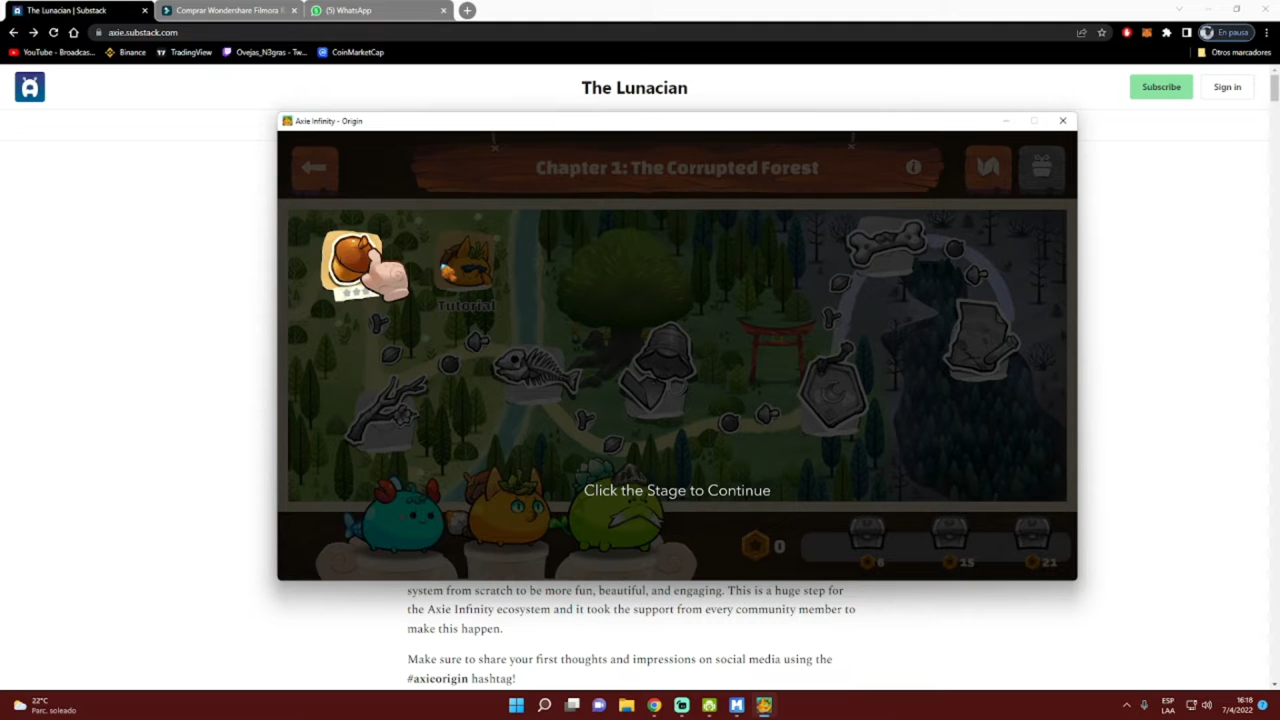 The Lunacian | Substack
Comprar Wondershare Filmora
(5) WhatsApp
axie.substack.com
En pausa
YouTube - Broadcas...
Binance
TradingView
Ovejas_N3gras - Tw...
CoinMarketCap
Otros marcadores
The Lunacian
Subscribe
Sign in
Axie Infinity - Origin
Chapter 1: The Corrupted Forest
Tutorial
Click the Stage to Continue
0
6
15
21
system from scratch to be more fun, beautiful, and engaging. This is a huge step for
the Axie Infinity ecosystem and it took the support from every community member to
make this happen.
Make sure to share your first thoughts and impressions on social media using the
#axieorigin hashtag!
22°C
Parc. soleado
ESP
LAA
16:18
7/4/2022